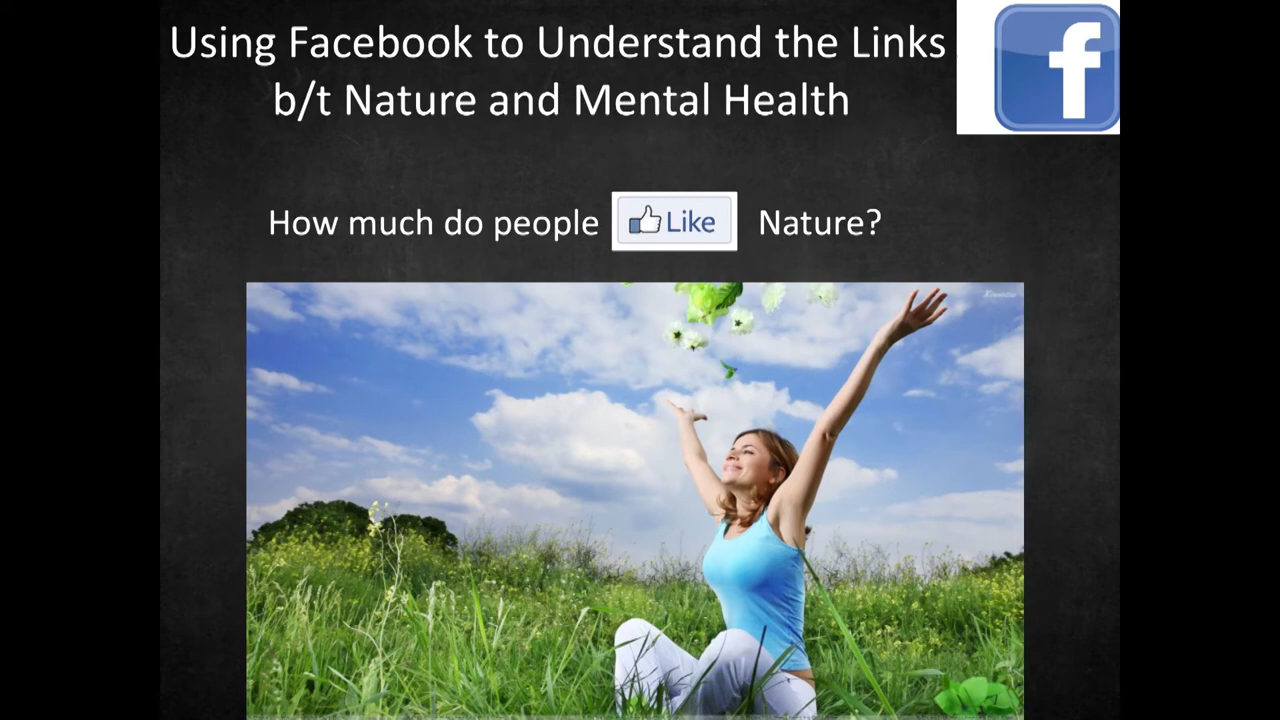 Using Facebook to Understand the Links
b/t Nature and Mental Health
f
How much do people Like Nature?